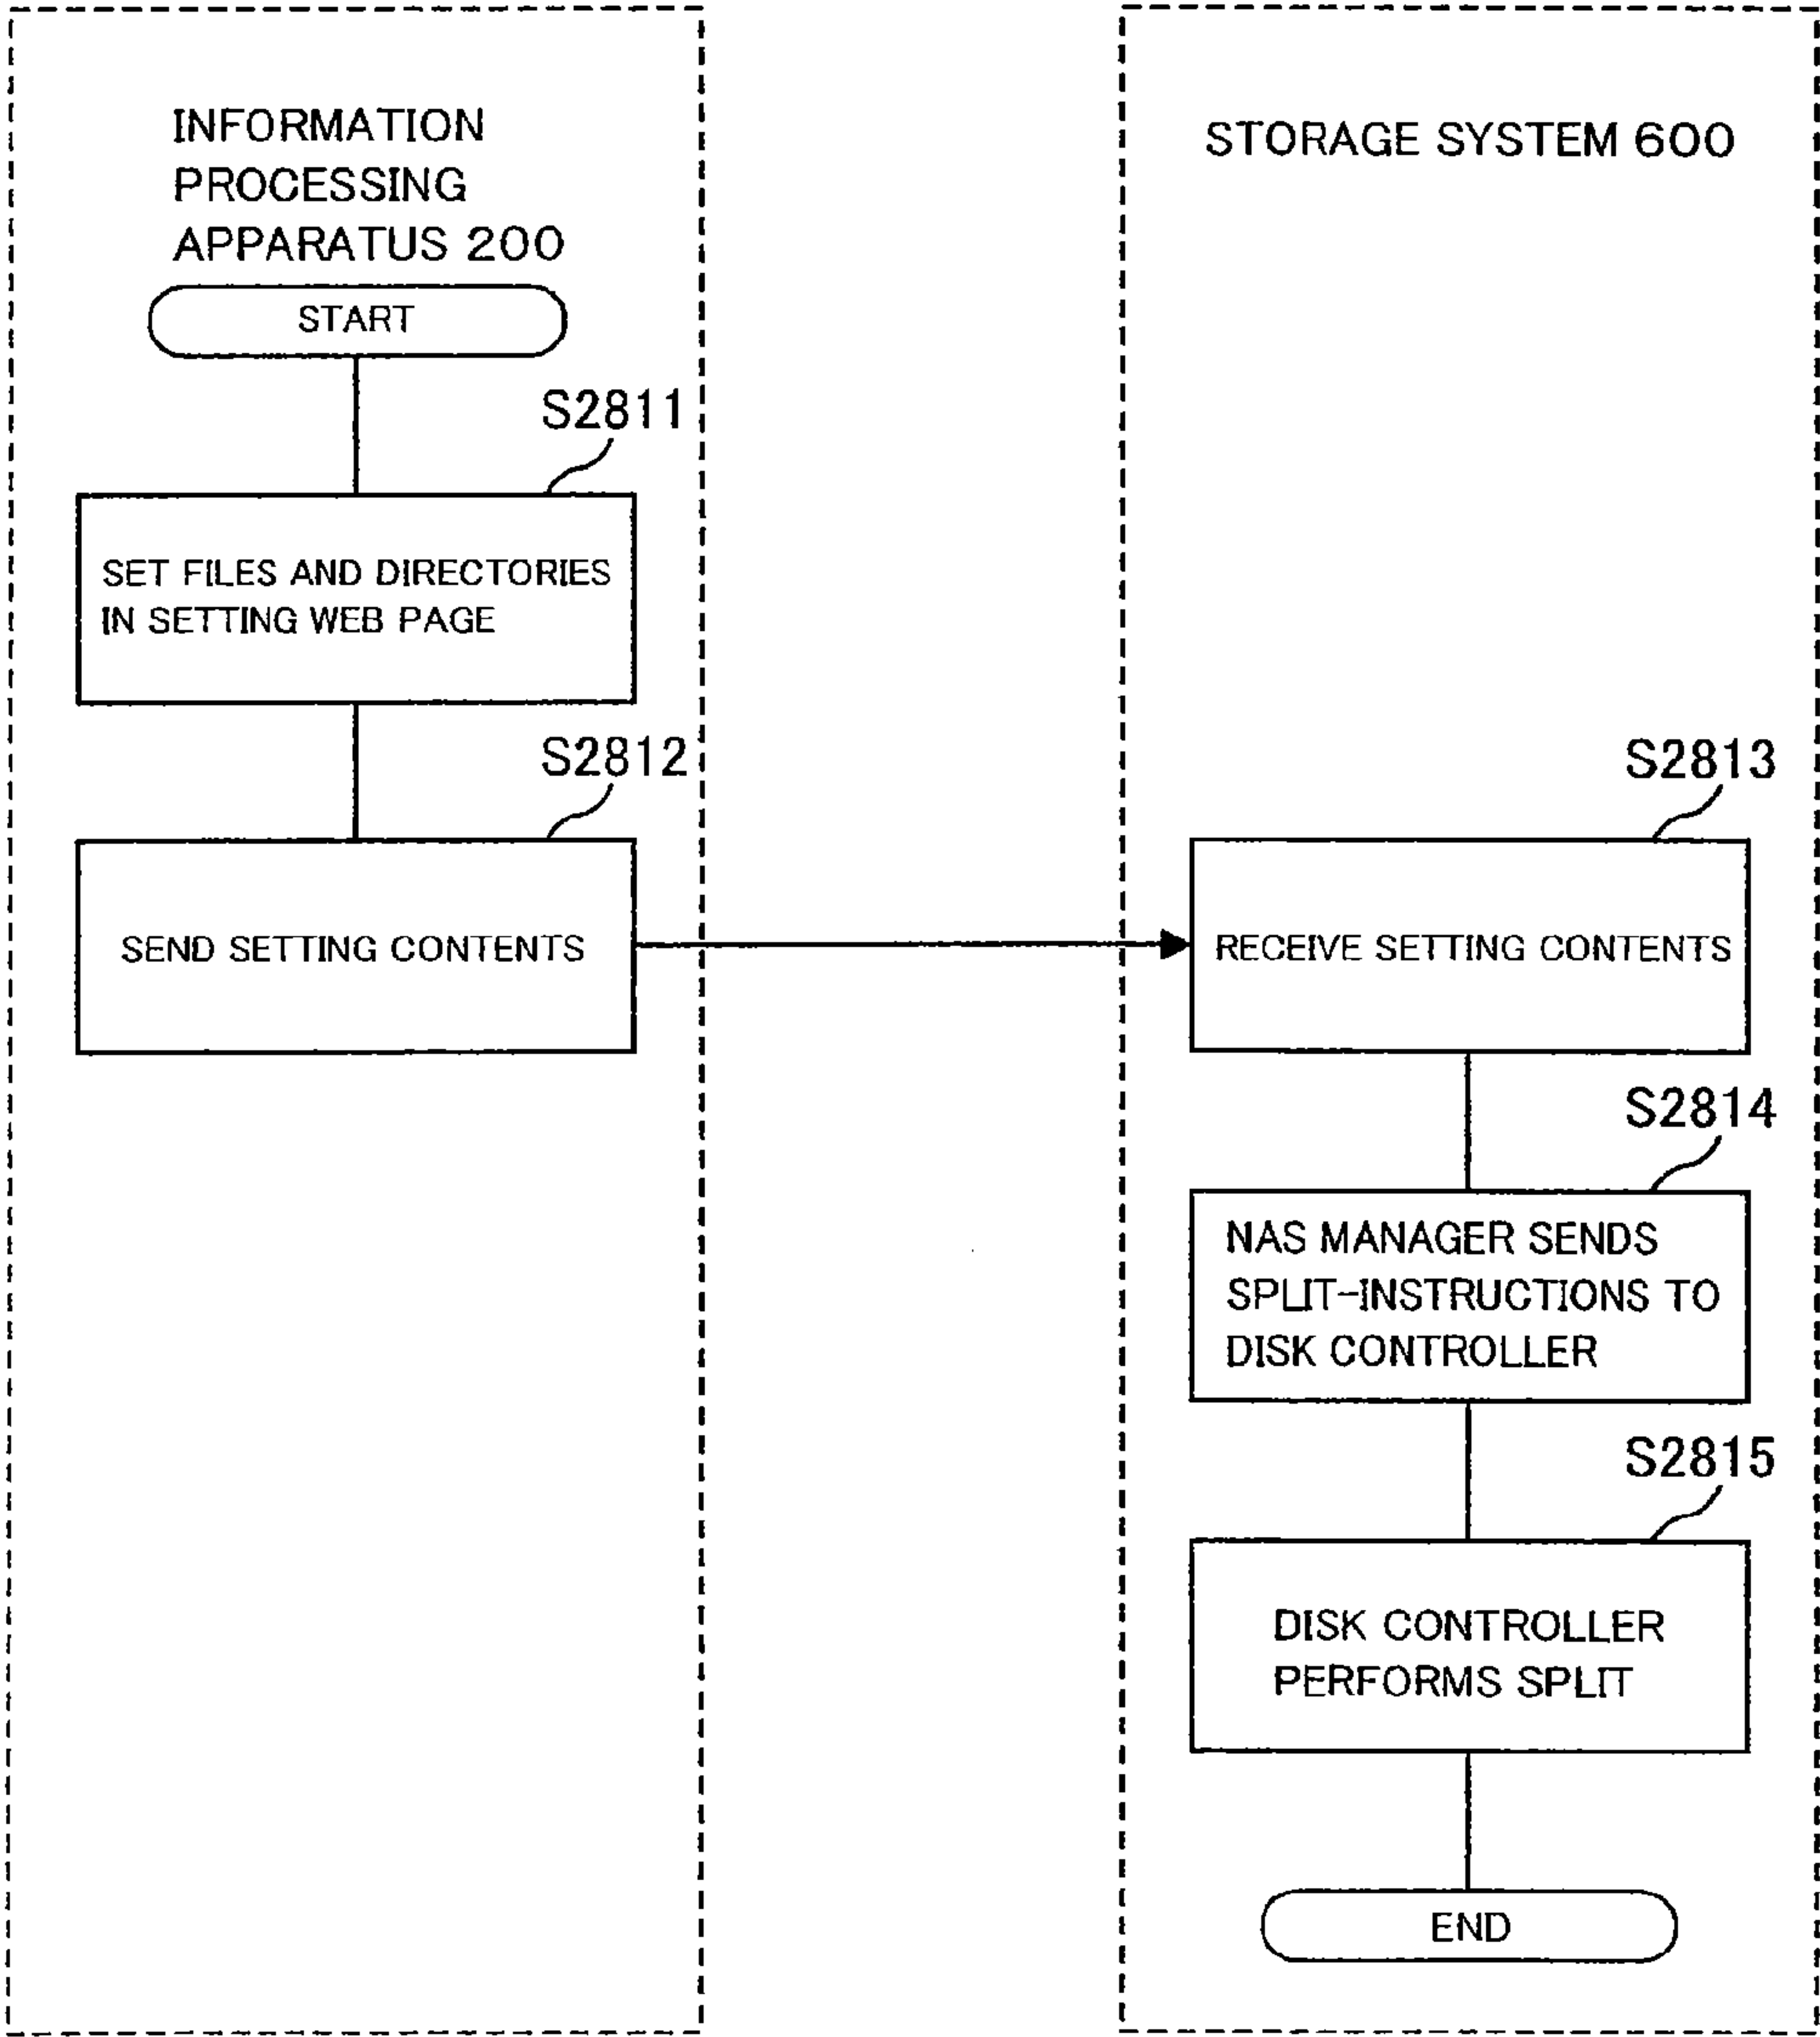 INFORMATION
PROCESSING
APPARATUS 200
START
S2811
SET FILES AND DIRECTORIES
IN SETTING WEB PAGE
S2812
SEND SETTING CONTENTS
STORAGE SYSTEM 600
S2813
RECEIVE SETTING CONTENTS
S2814
NAS MANAGER SENDS
SPLIT-INSTRUCTIONS TO
DISK CONTROLLER
S2815
DISK CONTROLLER
PERFORMS SPLIT
END